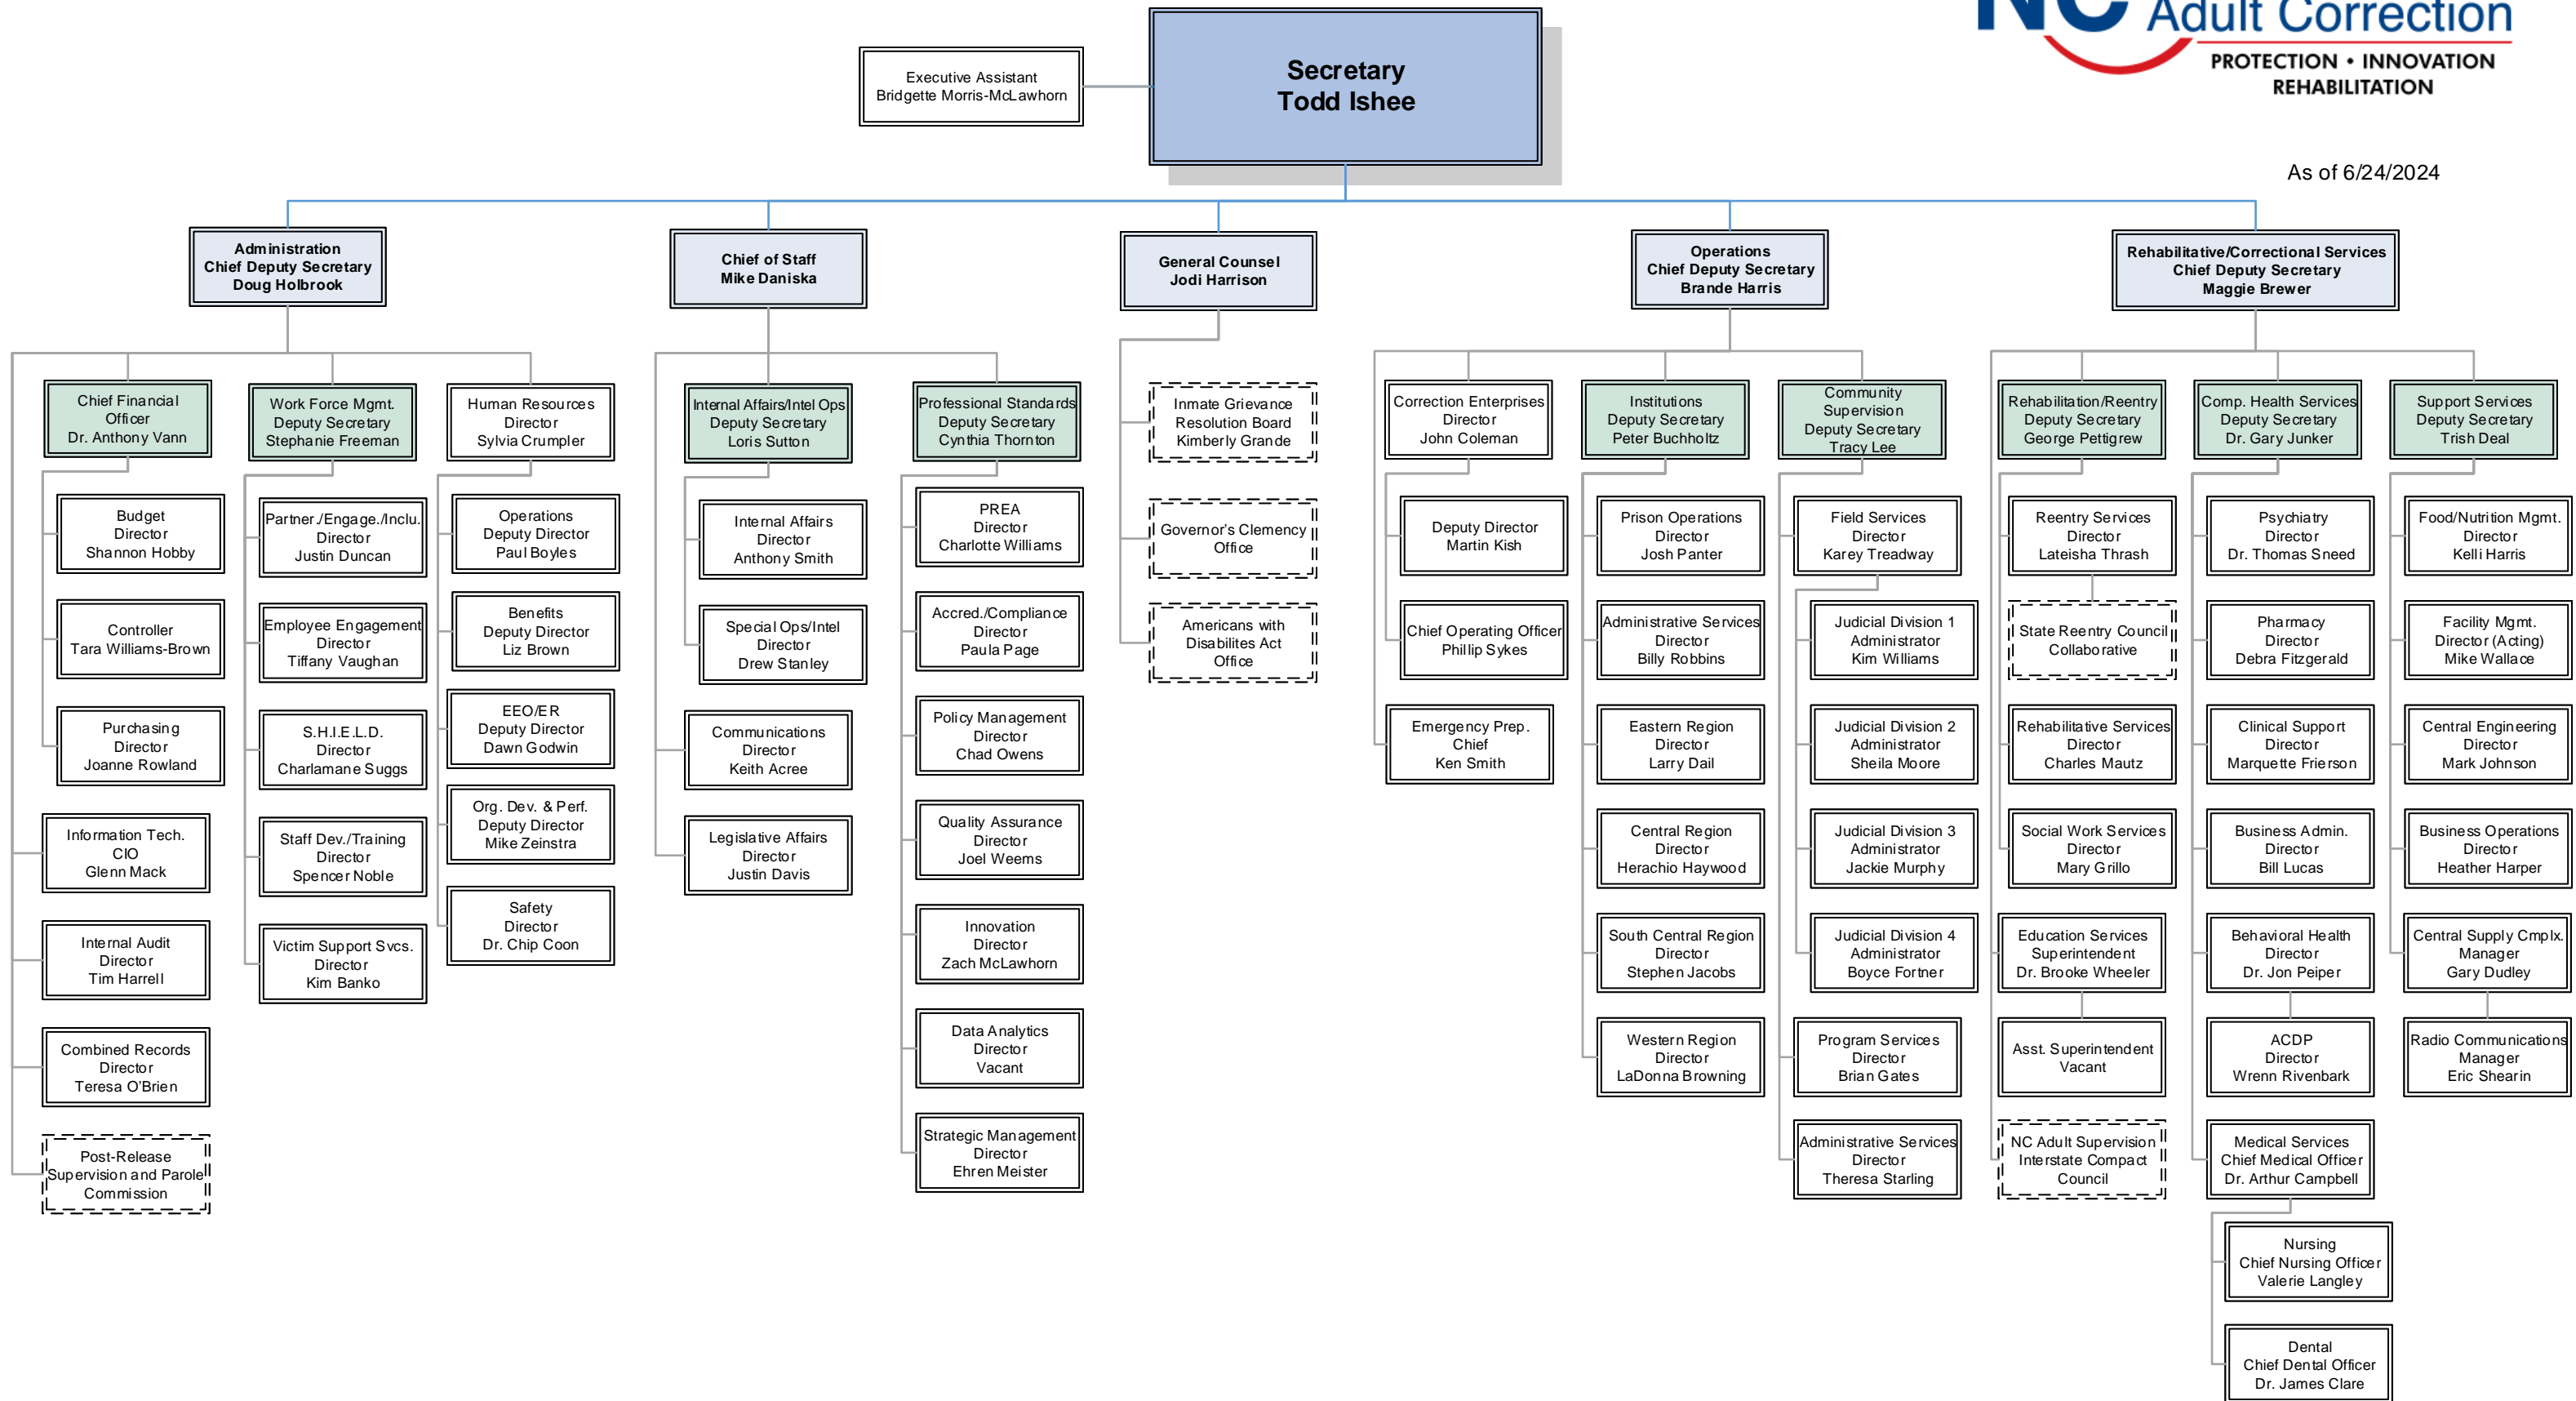 NC Adult Correction
PROTECTION • INNOVATION
REHABILITATION
Secretary
Todd Ishee
Executive Assistant
Bridgette Morris-McLawhorn
As of 6/24/2024
Administration
Chief Deputy Secretary
Doug Holbrook
Chief of Staff
Mike Daniska
General Counsel
Jodi Harrison
Operations
Chief Deputy Secretary
Brande Harris
Rehabilitative/Correctional Services
Chief Deputy Secretary
Maggie Brewer
Chief Financial
Officer
Dr. Anthony Vann
Budget
Director
Shannon Hobby
Controller
Tara Williams-Brown
Purchasing
Director
Joanne Rowland
Information Tech.
CIO
Glenn Mack
Internal Audit
Director
Tim Harrell
Combined Records
Director
Teresa O’Brien
Post-Release
Supervision and Parole
Commission
Work Force Mgmt.
Deputy Secretary
Stephanie Freeman
Partner./Engage./Inclu.
Director
Justin Duncan
Employee Engagement
Director
Tiffany Vaughan
S.H.I.E.L.D.
Director
Charlamane Suggs
Staff Dev./Training
Director
Spencer Noble
Victim Support Svcs.
Director
Kim Banko
Human Resources
Director
Sylvia Crumpler
Operations
Deputy Director
Paul Boyles
Benefits
Deputy Director
Liz Brown
EEO/ER
Deputy Director
Dawn Godwin
Org. Dev. & Perf.
Deputy Director
Mike Zeinstra
Safety
Director
Dr. Chip Coon
Internal Affairs/Intel Ops
Deputy Secretary
Loris Sutton
Internal Affairs
Director
Anthony Smith
Special Ops/Intel
Director
Drew Stanley
Communications
Director
Keith Acree
Legislative Affairs
Director
Justin Davis
Professional Standards
Deputy Secretary
Cynthia Thornton
PREA
Director
Charlotte Williams
Accred./Compliance
Director
Paula Page
Policy Management
Director
Chad Owens
Quality Assurance
Director
Joel Weems
Innovation
Director
Zach McLawhorn
Data Analytics
Director
Vacant
Strategic Management
Director
Ehren Meister
Inmate Grievance
Resolution Board
Kimberly Grande
Governor’s Clemency
Office
Americans with
Disabilites Act
Office
Correction Enterprises
Director
John Coleman
Deputy Director
Martin Kish
Chief Operating Officer
Phillip Sykes
Emergency Prep.
Chief
Ken Smith
Institutions
Deputy Secretary
Peter Buchholtz
Prison Operations
Director
Josh Panter
Administrative Services
Director
Billy Robbins
Eastern Region
Director
Larry Dail
Central Region
Director
Herachio Haywood
South Central Region
Director
Stephen Jacobs
Western Region
Director
LaDonna Browning
Community
Supervision
Deputy Secretary
Tracy Lee
Field Services
Director
Karey Treadway
Judicial Division 1
Administrator
Kim Williams
Judicial Division 2
Administrator
Sheila Moore
Judicial Division 3
Administrator
Jackie Murphy
Judicial Division 4
Administrator
Boyce Fortner
Program Services
Director
Brian Gates
Administrative Services
Director
Theresa Starling
Rehabilitation/Reentry
Deputy Secretary
George Pettigrew
Reentry Services
Director
Lateisha Thrash
State Reentry Council
Collaborative
Rehabilitative Services
Director
Charles Mautz
Social Work Services
Director
Mary Grillo
Education Services
Superintendent
Dr. Brooke Wheeler
Asst. Superintendent
Vacant
NC Adult Supervision
Interstate Compact
Council
Comp. Health Services
Deputy Secretary
Dr. Gary Junker
Psychiatry
Director
Dr. Thomas Sneed
Pharmacy
Director
Debra Fitzgerald
Clinical Support
Director
Marquette Frierson
Business Admin.
Director
Bill Lucas
Behavioral Health
Director
Dr. Jon Peiper
ACDP
Director
Wrenn Rivenbark
Medical Services
Chief Medical Officer
Dr. Arthur Campbell
Nursing
Chief Nursing Officer
Valerie Langley
Dental
Chief Dental Officer
Dr. James Clare
Support Services
Deputy Secretary
Trish Deal
Food/Nutrition Mgmt.
Director
Kelli Harris
Facility Mgmt.
Director (Acting)
Mike Wallace
Central Engineering
Director
Mark Johnson
Business Operations
Director
Heather Harper
Central Supply Cmplx.
Manager
Gary Dudley
Radio Communications
Manager
Eric Shearin